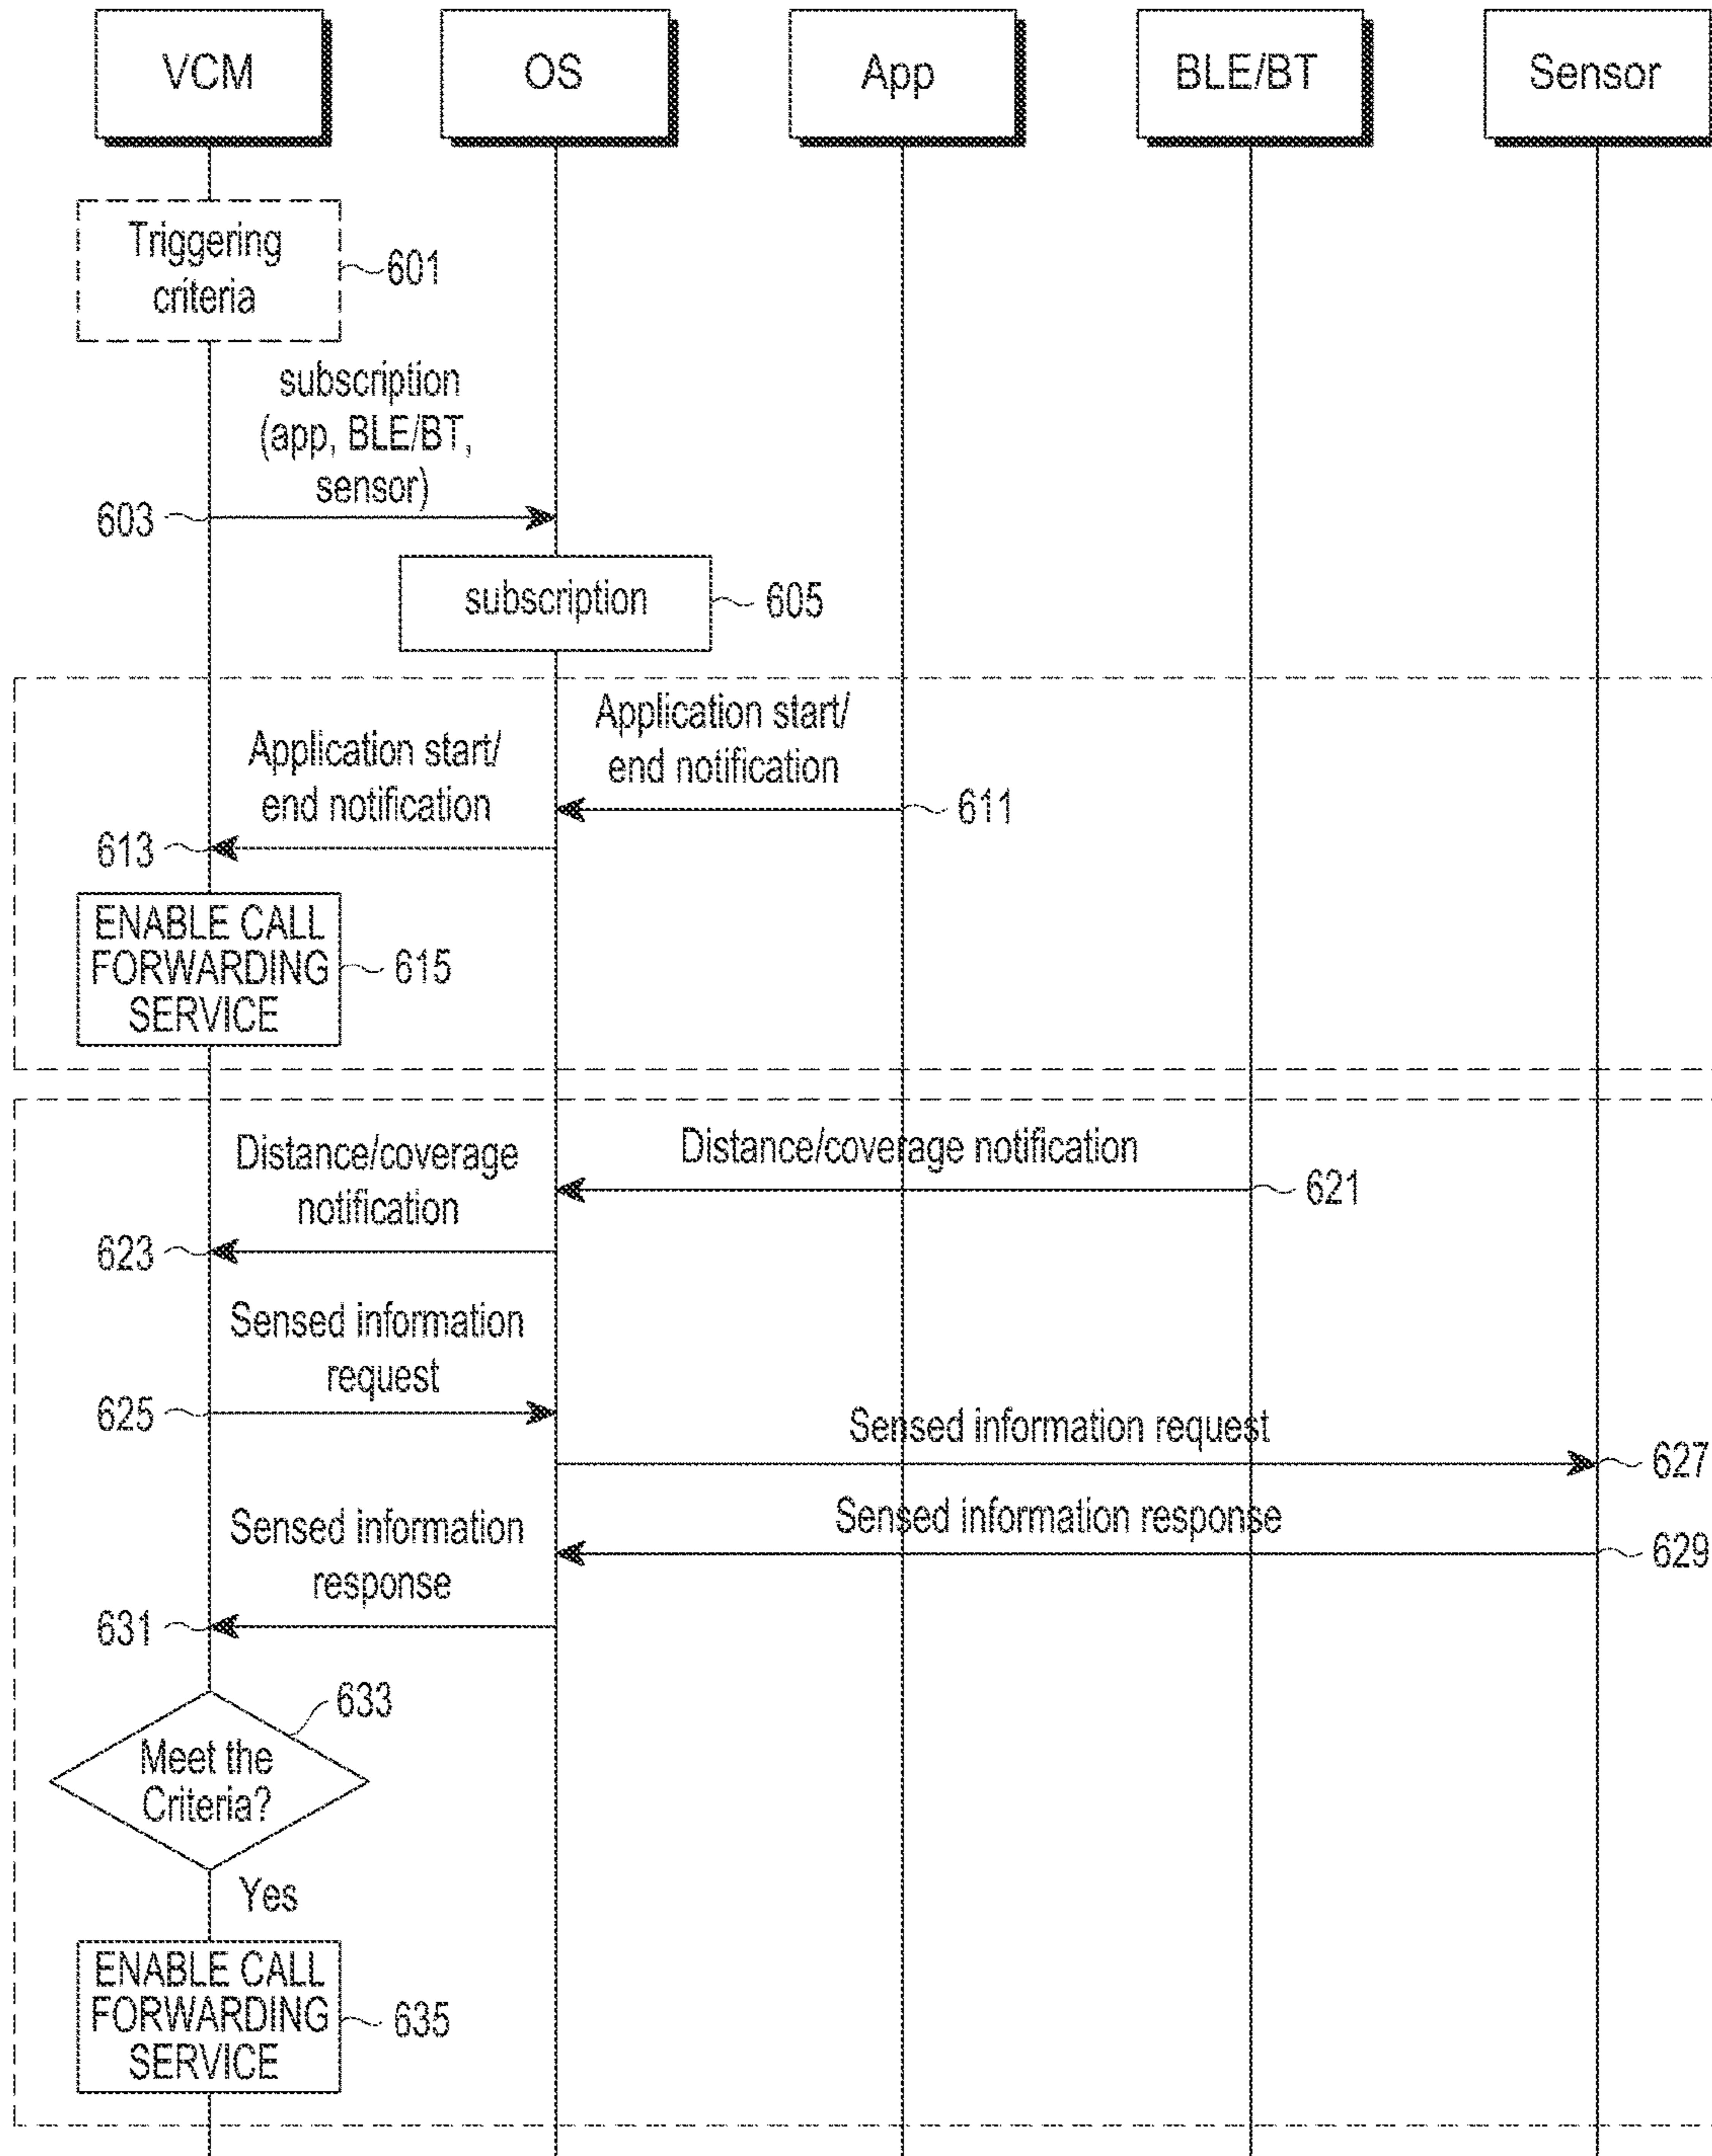 VCM
OS
App
BLE/BT
Sensor
Triggering
criteria
601
subscription
(app, BLE/BT,
sensor)
603
subscription
605
Application start/
end notification
611
Application start/
end notification
613
ENABLE CALL
FORWARDING
SERVICE
615
Distance/coverage notification
621
Distance/coverage
notification
623
Sensed information
request
625
Sensed information request
627
Sensed information response
629
Sensed information
response
631
633
Meet the
Criteria?
Yes
ENABLE CALL
FORWARDING
SERVICE
635